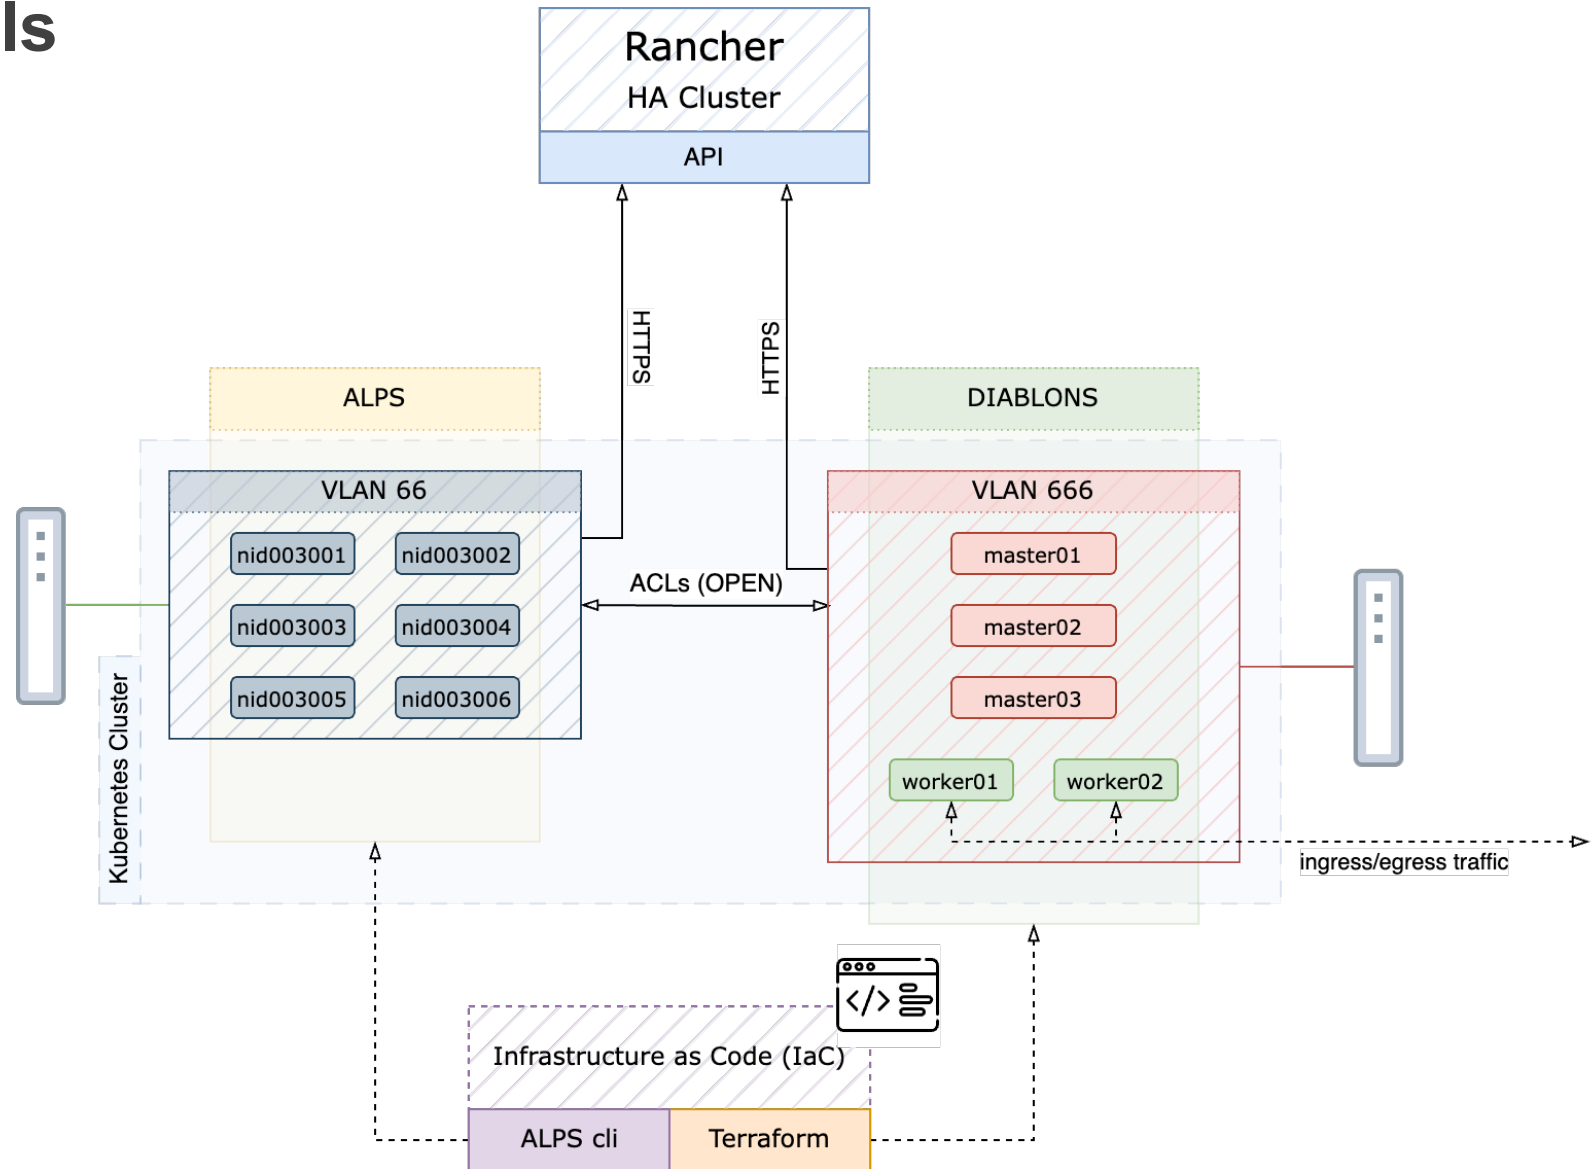 ls
Rancher
HA Cluster
API
HTTPS
HTTPS
ALPS
DIABLONS
VLAN 66
VLAN 666
nid003001
nid003002
master01
ACLs (OPEN)
nid003003
nid003004
master02
nid003005
nid003006
master03
Kubernetes Cluster
worker01
worker02
ingress/egress traffic
</>
Infrastructure as Code (IaC)
ALPS cli
Terraform